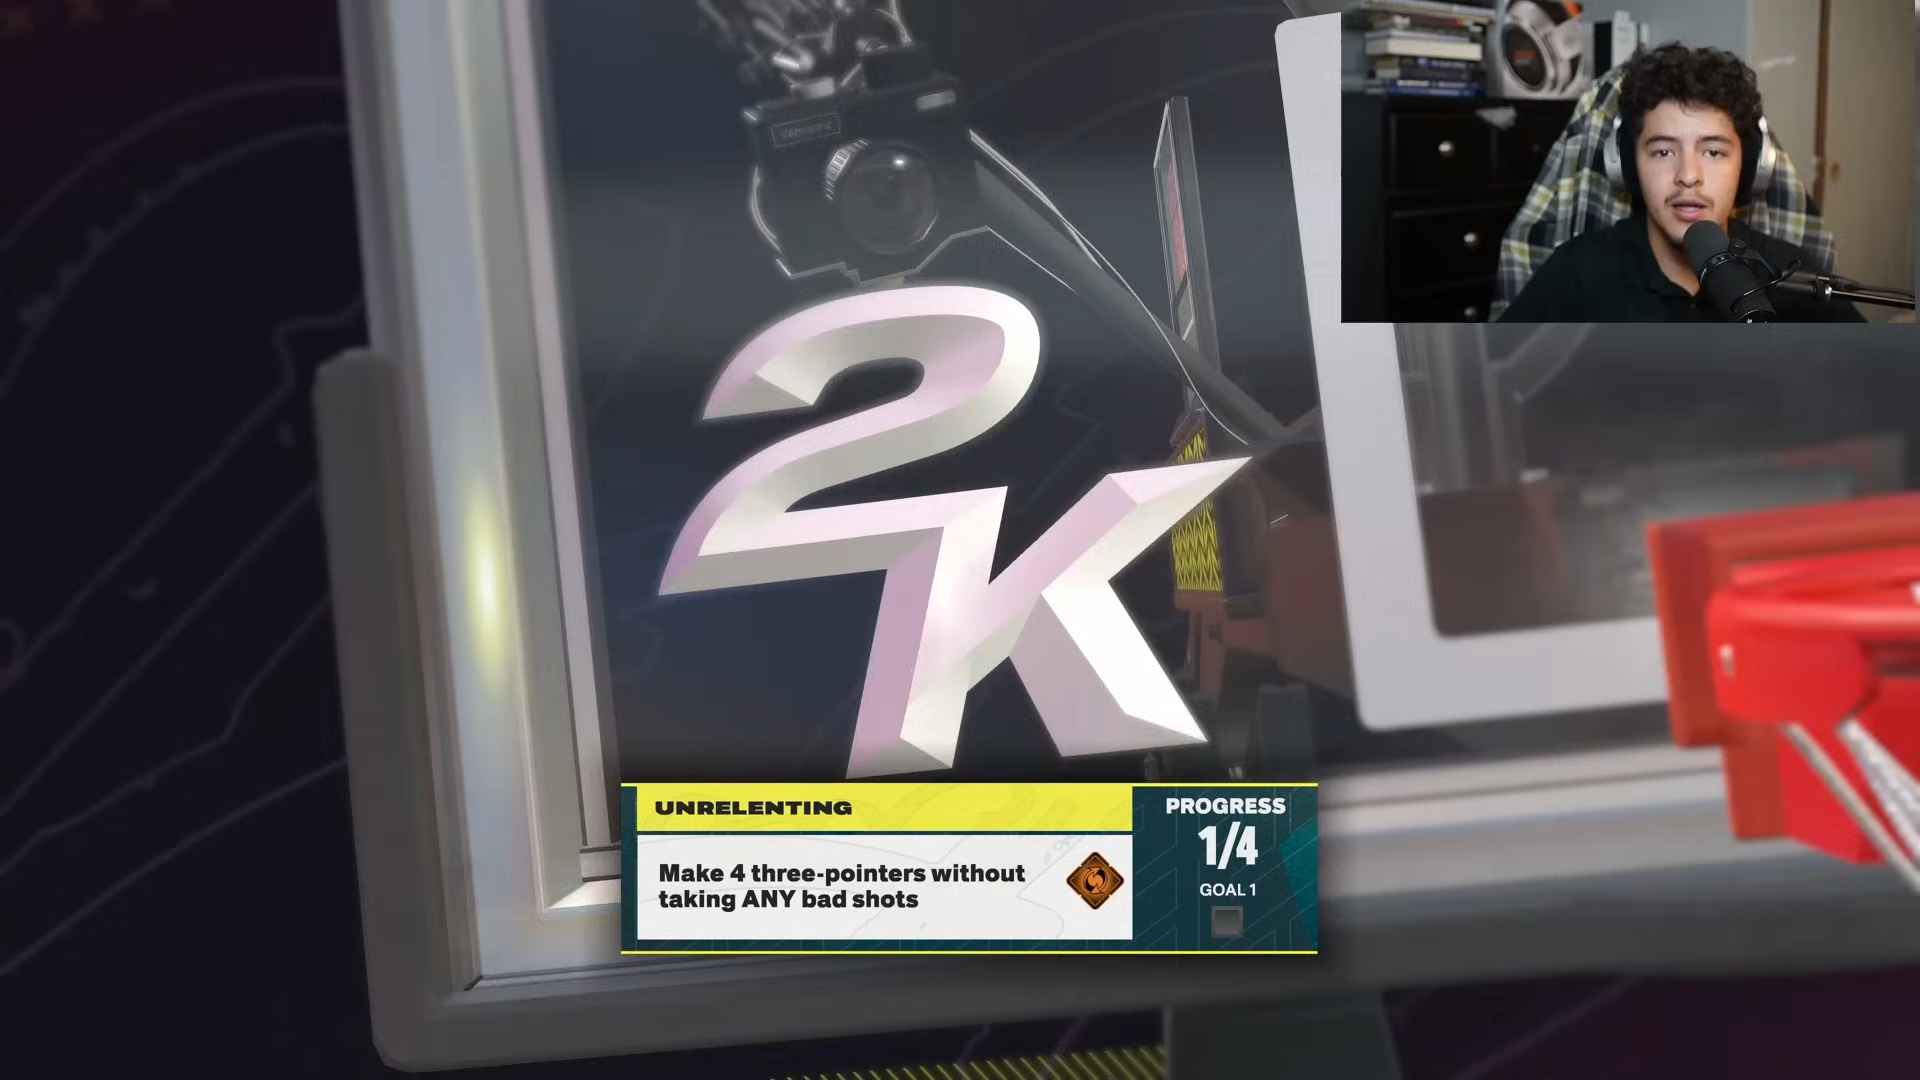 2K
UNRELENTING
Make 4 three-pointers without
taking ANY bad shots
PROGRESS
1/4
GOAL 1